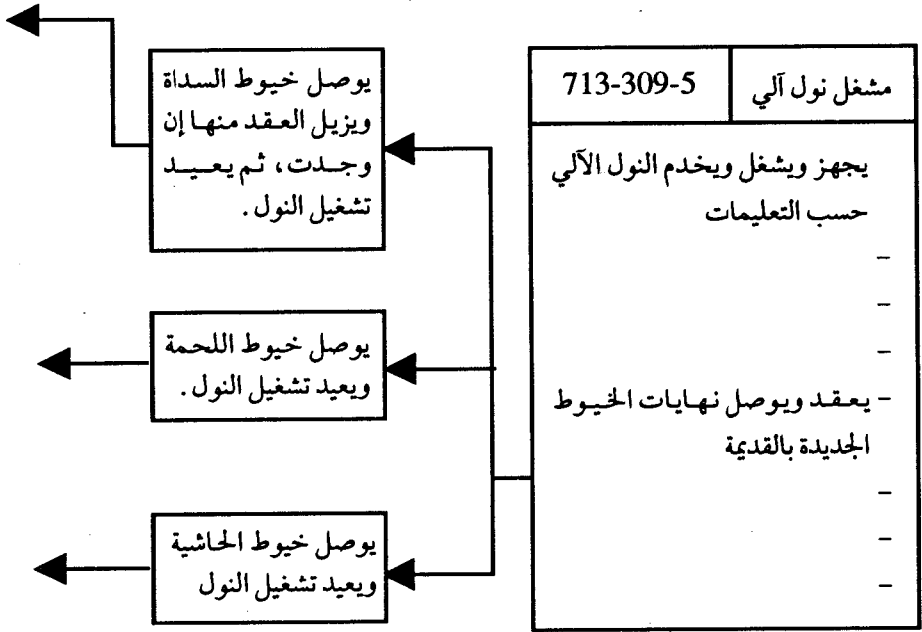 مشغل نول آلي
713-309-5
يجهز ويشغل ويخدم النول الآلي
حسب التعليمات
–
–
–
– يعقد ويوصل نهايات الخيوط
الجديدة بالقديمة
–
–
–
يوصل خيوط السداة
ويزيل العقد منها إن
وجدت، ثم يعيد
تشغيل النول.
يوصل خيوط اللحمة
ويعيد تشغيل النول.
يوصل خيوط الحاشية
ويعيد تشغيل النول